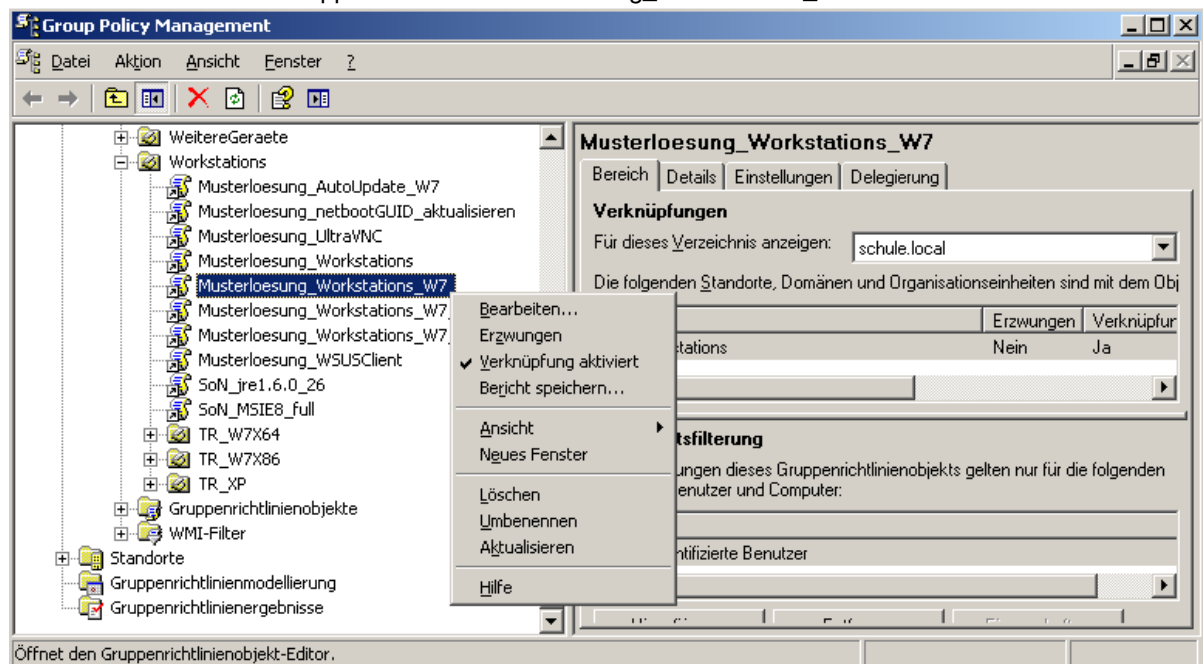 Group Policy Management
Datei Aktion Ansicht Fenster ?
WeitereGeraete
Workstations
Musterloesung_AutoUpdate_W7
Musterloesung_netbootGUID_aktualisieren
Musterloesung_UltraVNC
Musterloesung_Workstations
Musterloesung_Workstations_W7
Musterloesung_Workstations_W7_
Musterloesung_Workstations_W7_
Musterloesung_WSUSClient
SoN_jre1.6.0_26
SoN_MSIE8_full
TR_W7X64
TR_W7X86
TR_XP
Gruppenrichtlinienobjekte
WMI-Filter
Standorte
Gruppenrichtlinienmodellierung
Gruppenrichtlinienergebnisse
Bearbeiten...
Erzwungen
Verknüpfung aktiviert
Bericht speichern...
Ansicht
Neues Fenster
Löschen
Umbenennen
Aktualisieren
Hilfe
Musterloesung_Workstations_W7
Bereich Details Einstellungen Delegierung
Verknüpfungen
Für dieses Verzeichnis anzeigen: schule.local
Die folgenden Standorte, Domänen und Organisationseinheiten sind mit dem Obj
Erzwungen Verknüpfun
tations Nein Ja
tsfilterung
ungen dieses Gruppenrichtlinienobjekts gelten nur für die folgenden
enutzer und Computer:
ntifizierte Benutzer
Öffnet den Gruppenrichtlinienobjekt-Editor.